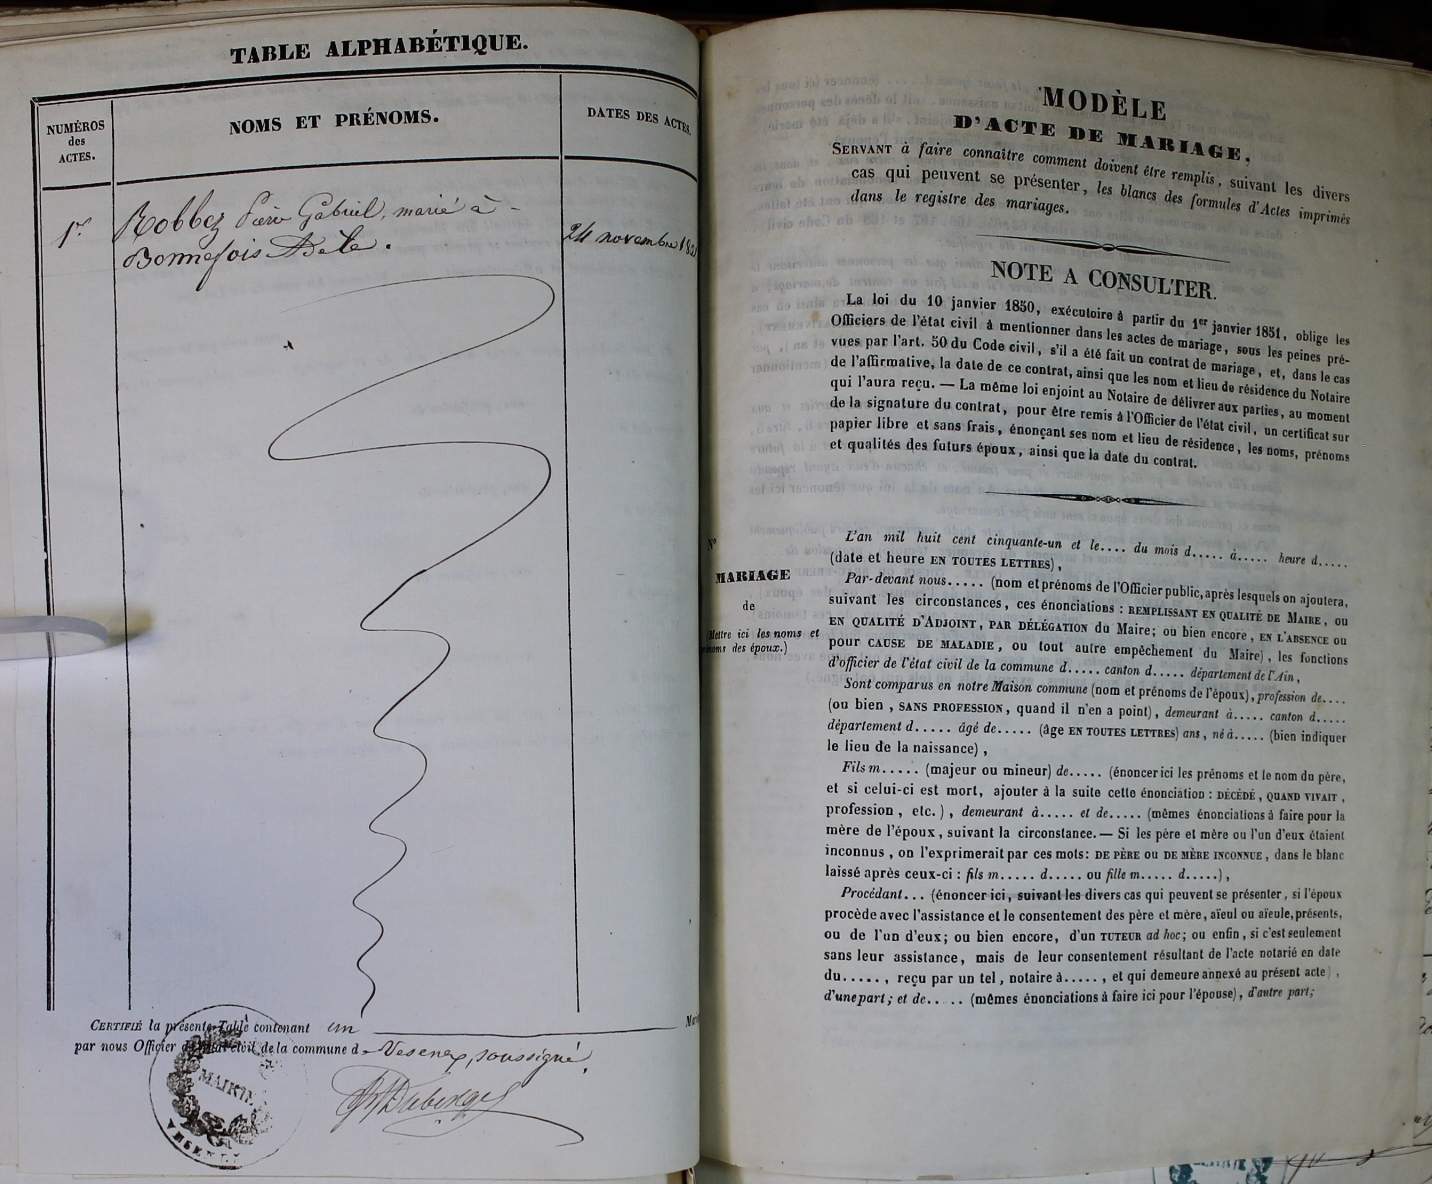 TABLE ALPHABÉTIQUE.
NUMÉROS
des
ACTES.
NOMS ET PRÉNOMS.
DATES DES ACTES.
1er
Robbez Pierre Gabriel, marié à
Bonnefois Adèle.
24 novembre
CERTIFIÉ la présente Table contenant un
par nous Officier de l'état civil de la commune d Vesenex, soussigné,
MAIRIE
MODÈLE
D'ACTE DE MARIAGE,
SERVANT à faire connaître comment doivent être remplis, suivant les divers
cas qui peuvent se présenter, les blancs des formules d'Actes imprimés
dans le registre des mariages.
NOTE A CONSULTER.
La loi du 10 janvier 1850, exécutoire à partir du 1er janvier 1851, oblige les
Officiers de l'état civil à mentionner dans les actes de mariage, sous les peines pré-
vues par l'art. 50 du Code civil, s'il a été fait un contrat de mariage, et, dans le cas
de l'affirmative, la date de ce contrat, ainsi que les nom et lieu de résidence du Notaire
qui l'aura reçu. — La même loi enjoint au Notaire de délivrer aux parties, au moment
de la signature du contrat, pour être remis à l'Officier de l'état civil, un certificat sur
papier libre et sans frais, énonçant ses nom et lieu de résidence, les noms, prénoms
et qualités des futurs époux, ainsi que la date du contrat.
N°
MARIAGE
de
(Mettre ici les noms et
prénoms des époux.)
L'an mil huit cent cinquante-un et le.... du mois d..... à..... heure d.....
(date et heure EN TOUTES LETTRES),
Par-devant nous..... (nom et prénoms de l'Officier public, après lesquels on ajoutera,
suivant les circonstances, ces énonciations : REMPLISSANT EN QUALITÉ DE MAIRE, ou
EN QUALITÉ D'ADJOINT, PAR DÉLÉGATION du Maire; ou bien encore, EN L'ABSENCE ou
pour CAUSE DE MALADIE, ou tout autre empêchement du Maire), les fonctions
d'officier de l'état civil de la commune d..... canton d..... département de l'Ain,
Sont comparus en notre Maison commune (nom et prénoms de l'époux), profession de....
(ou bien, SANS PROFESSION, quand il n'en a point), demeurant à..... canton d.....
département d..... âgé de..... (âge EN TOUTES LETTRES) ans, né à..... (bien indiquer
le lieu de la naissance),
Fils m..... (majeur ou mineur) de..... (énoncer ici les prénoms et le nom du père,
et si celui-ci est mort, ajouter à la suite cette énonciation : DÉCÉDÉ, QUAND VIVAIT,
profession, etc.), demeurant à..... et de..... (mêmes énonciations à faire pour la
mère de l'époux, suivant la circonstance. — Si les père et mère ou l'un d'eux étaient
inconnus, on l'exprimerait par ces mots: DE PÈRE ou DE MÈRE INCONNUE, dans le blanc
laissé après ceux-ci : fils m..... d..... ou fille m..... d.....),
Procédant... (énoncer ici, suivant les divers cas qui peuvent se présenter, si l'époux
procède avec l'assistance et le consentement des père et mère, aïeul ou aïeule, présents,
ou de l'un d'eux; ou bien encore, d'un TUTEUR ad hoc; ou enfin, si c'est seulement
sans leur assistance, mais de leur consentement résultant de l'acte notarié en date
du....., reçu par un tel, notaire à....., et qui demeure annexé au présent acte),
d'une part; et de..... (mêmes énonciations à faire ici pour l'épouse), d'autre part;